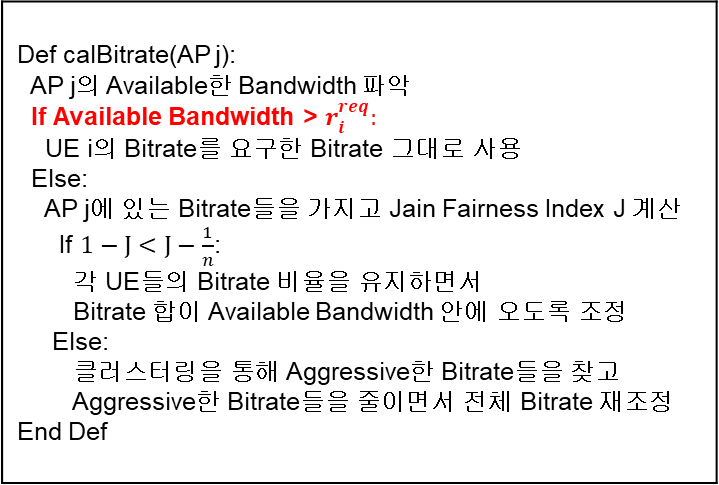 Def calBitrate(AP j):
AP j의 Available한 Bandwidth 파악
If Available Bandwidth > r_i^{req}:
UE i의 Bitrate를 요구한 Bitrate 그대로 사용
Else:
AP j에 있는 Bitrate들을 가지고 Jain Fairness Index J 계산
If 1 − J < J − 1/n:
각 UE들의 Bitrate 비율을 유지하면서
Bitrate 합이 Available Bandwidth 안에 오도록 조정
Else:
클러스터링을 통해 Aggressive한 Bitrate들을 찾고
Aggressive한 Bitrate들을 줄이면서 전체 Bitrate 재조정
End Def